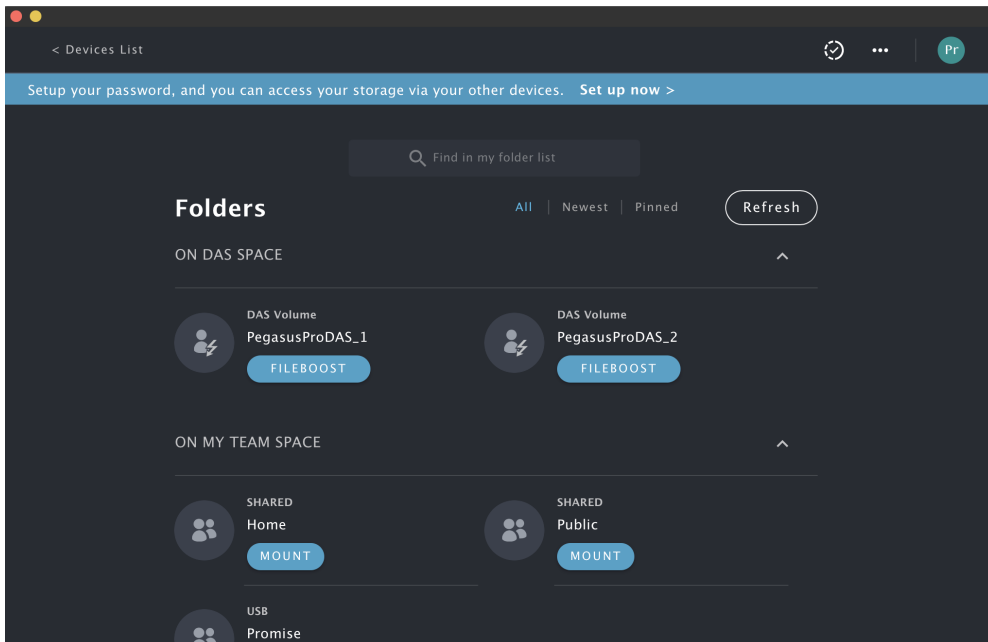 < Devices List
Pr
Setup your password, and you can access your storage via your other devices. Set up now >
Find in my folder list
Folders
All | Newest | Pinned
Refresh
ON DAS SPACE
DAS Volume
PegasusProDAS_1
FILEBOOST
DAS Volume
PegasusProDAS_2
FILEBOOST
ON MY TEAM SPACE
SHARED
Home
MOUNT
SHARED
Public
MOUNT
USB
Promise